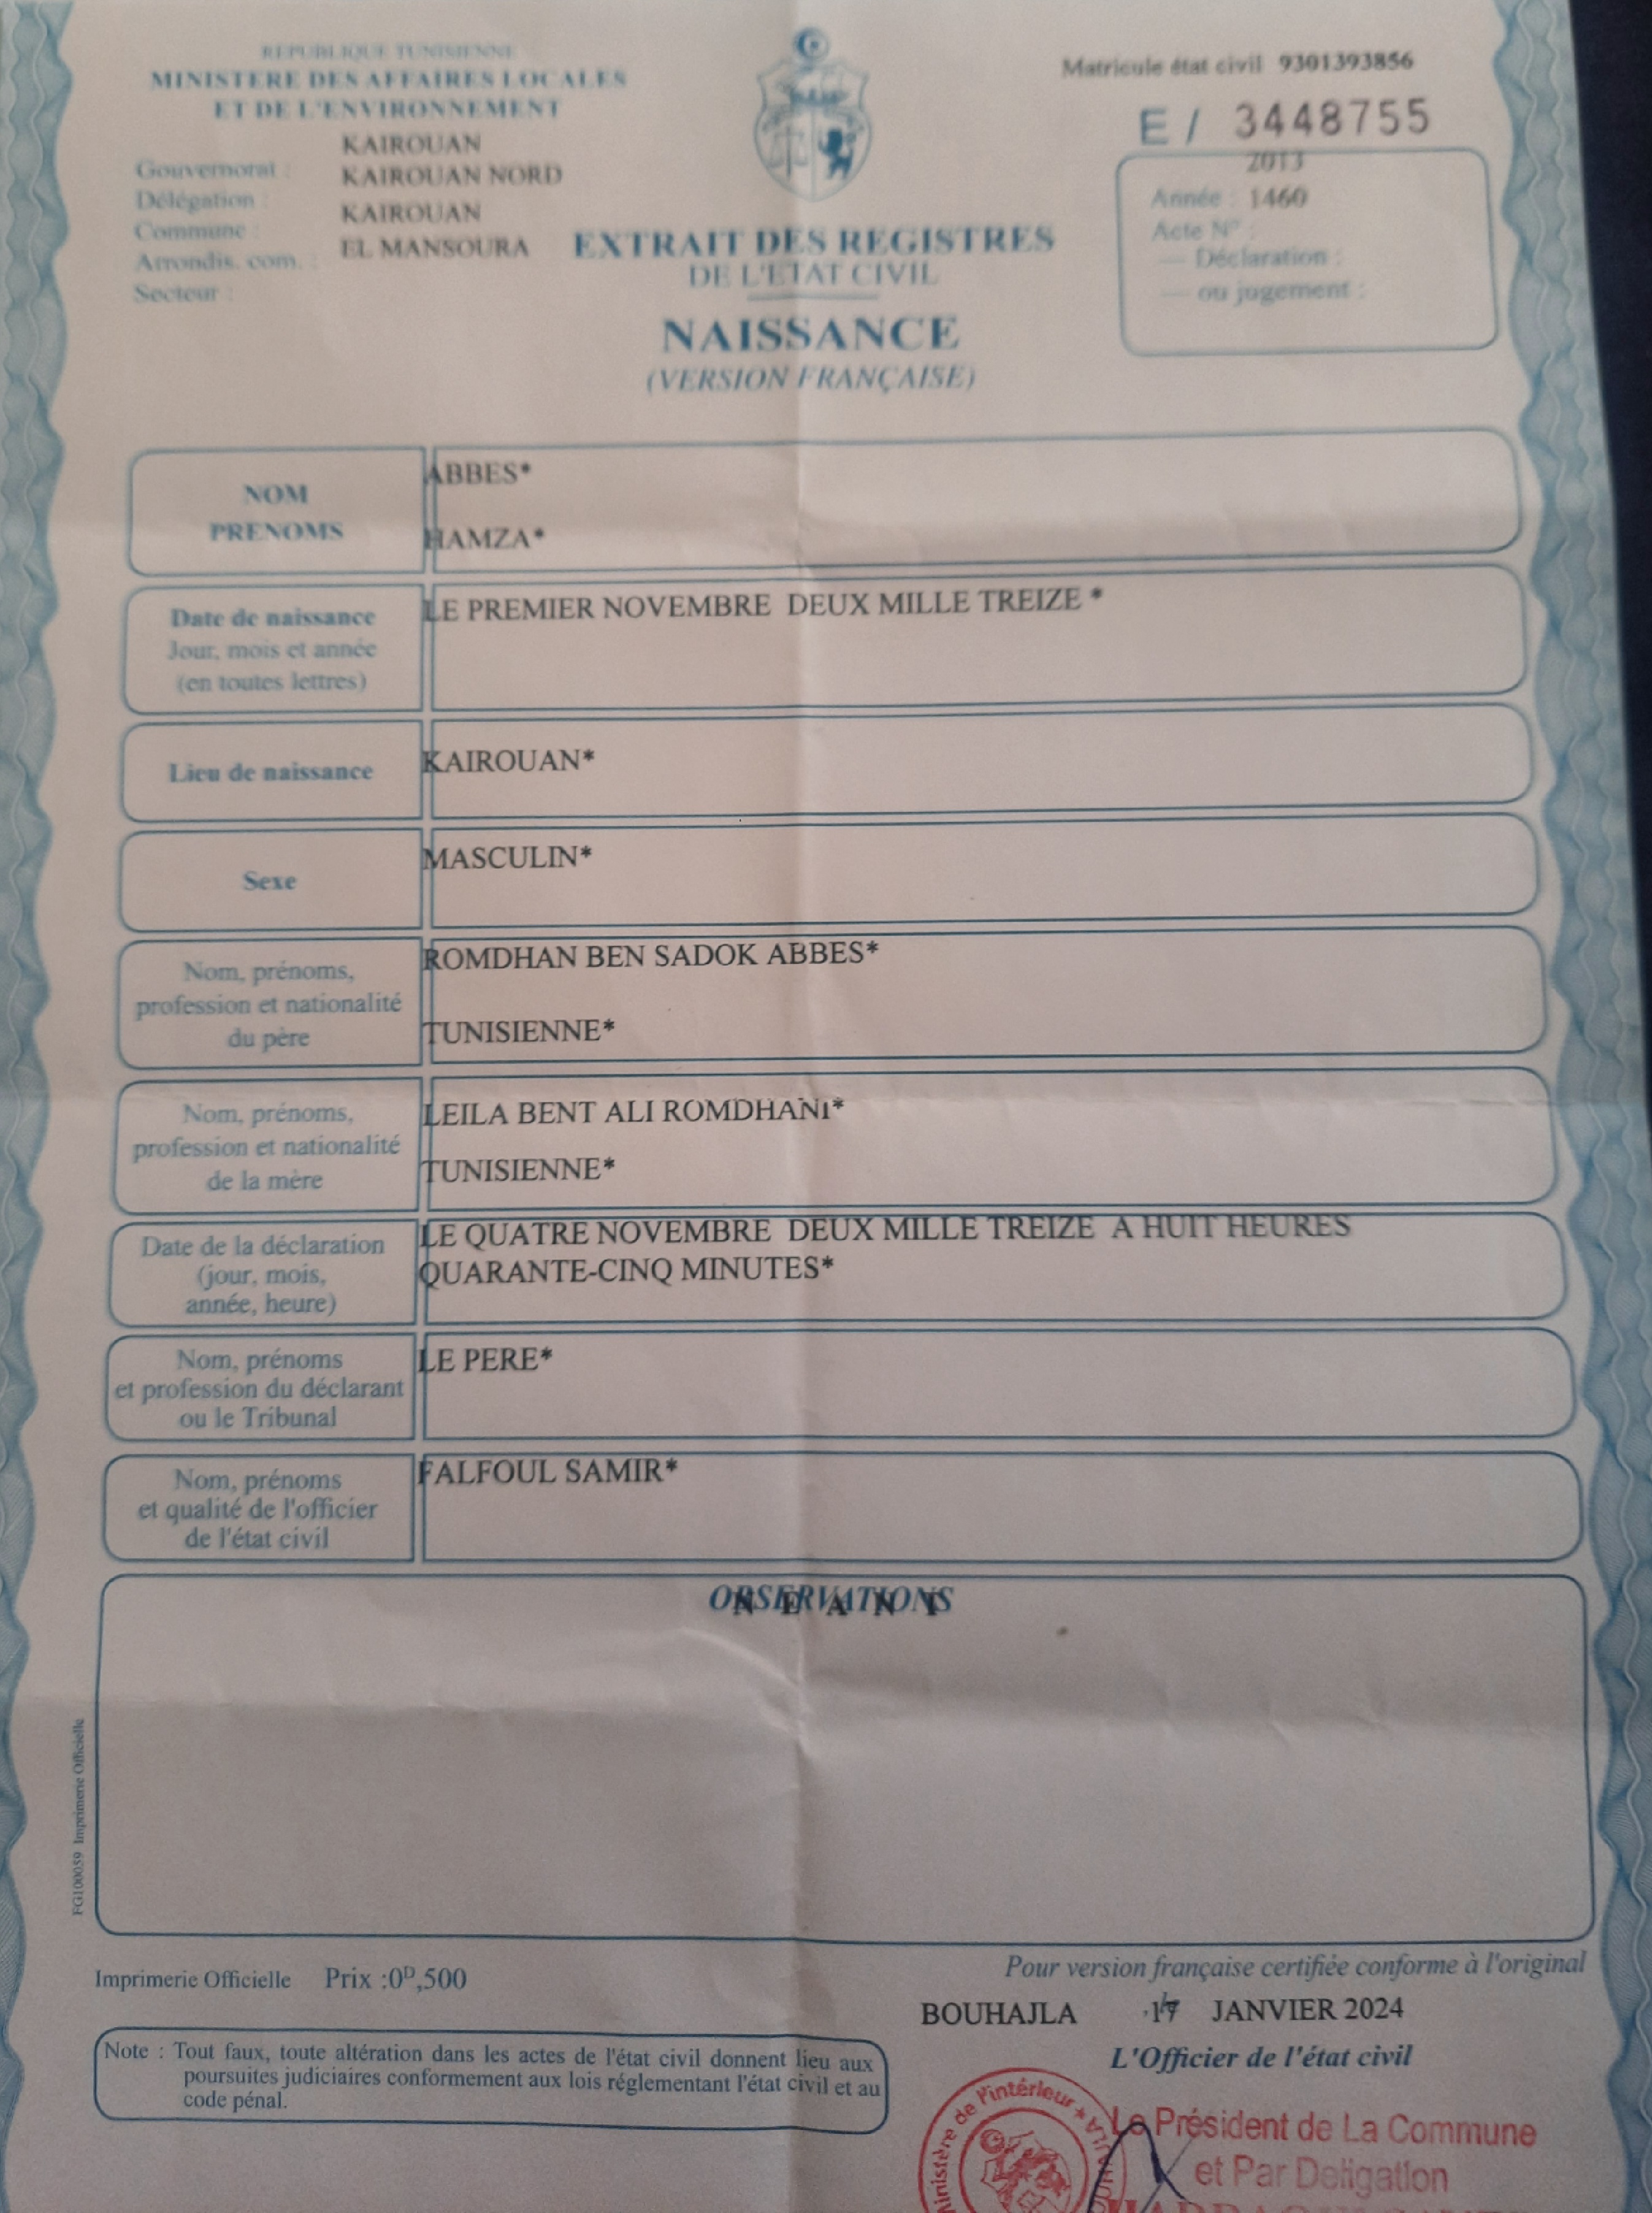 REPUBLIQUE TUNISIENNE
MINISTERE DES AFFAIRES LOCALES
ET DE L'ENVIRONNEMENT
KAIROUAN
Gouvernorat :
KAIROUAN NORD
Délégation :
KAIROUAN
Commune :
EL MANSOURA
Arrondis. com. :
Secteur :
Matricule état civil 9301393856
E / 3448755
2013
Année : 1460
Acte N° :
— Déclaration :
— ou jugement :
EXTRAIT DES REGISTRES
DE L'ETAT CIVIL
NAISSANCE
(VERSION FRANÇAISE)
NOM
PRENOMS
ABBES*
HAMZA*
Date de naissance
Jour, mois et année
(en toutes lettres)
LE PREMIER NOVEMBRE DEUX MILLE TREIZE *
Lieu de naissance
KAIROUAN*
Sexe
MASCULIN*
Nom, prénoms,
profession et nationalité
du père
ROMDHAN BEN SADOK ABBES*
TUNISIENNE*
Nom, prénoms,
profession et nationalité
de la mère
LEILA BENT ALI ROMDHANI*
TUNISIENNE*
Date de la déclaration
(jour, mois,
année, heure)
LE QUATRE NOVEMBRE DEUX MILLE TREIZE A HUIT HEURES
QUARANTE-CINQ MINUTES*
Nom, prénoms
et profession du déclarant
ou le Tribunal
LE PERE*
Nom, prénoms
et qualité de l'officier
de l'état civil
FALFOUL SAMIR*
OBSERVATIONS
N E A N T
FG100059 Imprimerie Officielle
Imprimerie Officielle Prix :0D,500
Note : Tout faux, toute altération dans les actes de l'état civil donnent lieu aux
poursuites judiciaires conformement aux lois réglementant l'état civil et au
code pénal.
Pour version française certifiée conforme à l'original
BOUHAJLA 17 JANVIER 2024
L'Officier de l'état civil
Ministère de l'intérieur *
Le Président de La Commune
et Par Deligation